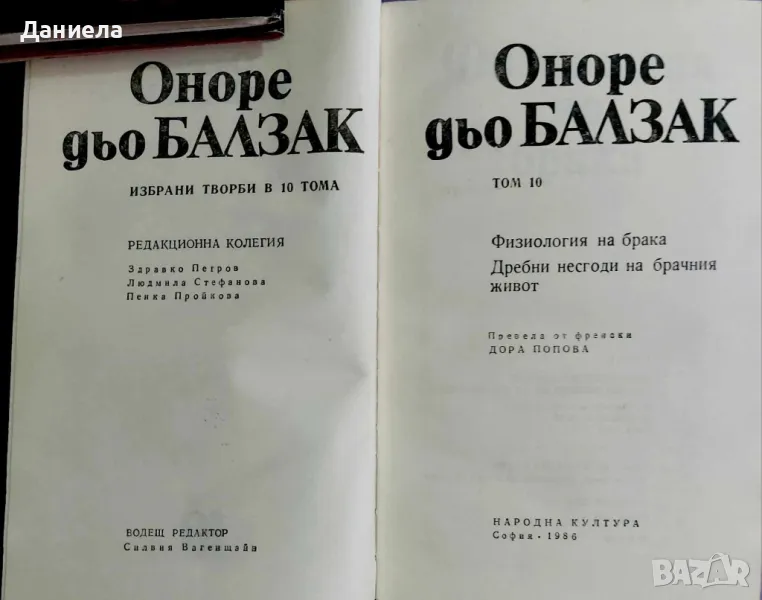 Даниела
Оноре
дьо БАЛЗАК
ИЗБРАНИ ТВОРБИ В 10 ТОМА
РЕДАКЦИОННА КОЛЕГИЯ
Здравко Петров
Людмила Стефанова
Пенка Пройкова
ВОДЕЩ РЕДАКТОР
Силвия Вагенщайн
Оноре
дьо БАЛЗАК
ТОМ 10
Физиология на брака
Дребни несгоди на брачния
живот
Превела от френски
ДОРА ПОПОВА
НАРОДНА КУЛТУРА
София · 1986
BAZAR